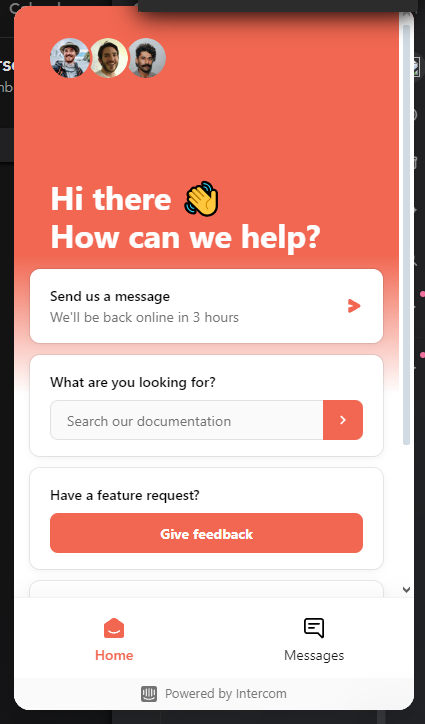 Hi there 👋
How can we help?
Send us a message
We'll be back online in 3 hours
What are you looking for?
Search our documentation
Have a feature request?
Give feedback
Home
Messages
Powered by Intercom